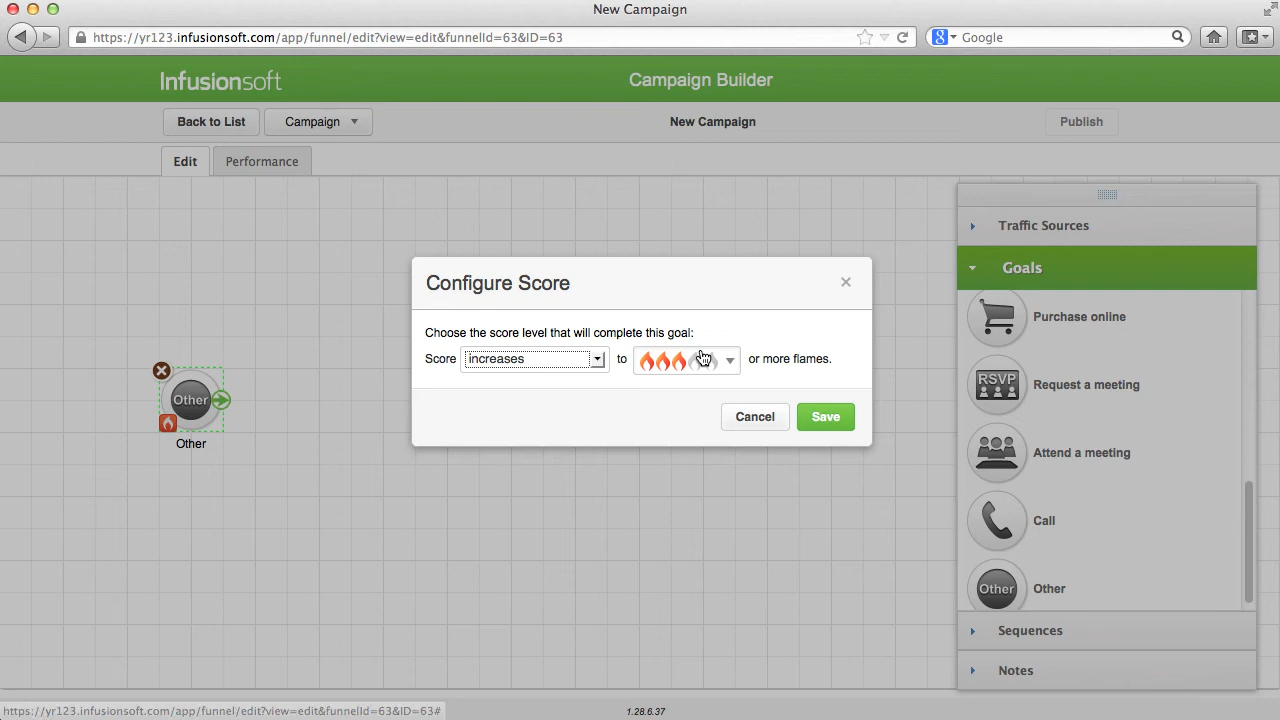 New Campaign
https://yr123.infusionsoft.com/app/funnel/edit?view=edit&funnelId=63&ID=63
Google
Infusionsoft
Campaign Builder
Back to List
Campaign
New Campaign
Publish
Edit
Performance
Traffic Sources
Goals
Purchase online
RSVP
Request a meeting
Attend a meeting
Call
Other
Other
Sequences
Notes
Configure Score
×
Choose the score level that will complete this goal:
Score increases to or more flames.
Cancel
Save
Other
Other
https://yr123.infusionsoft.com/app/funnel/edit?view=edit&funnelId=63&ID=63#
1.28.6.37